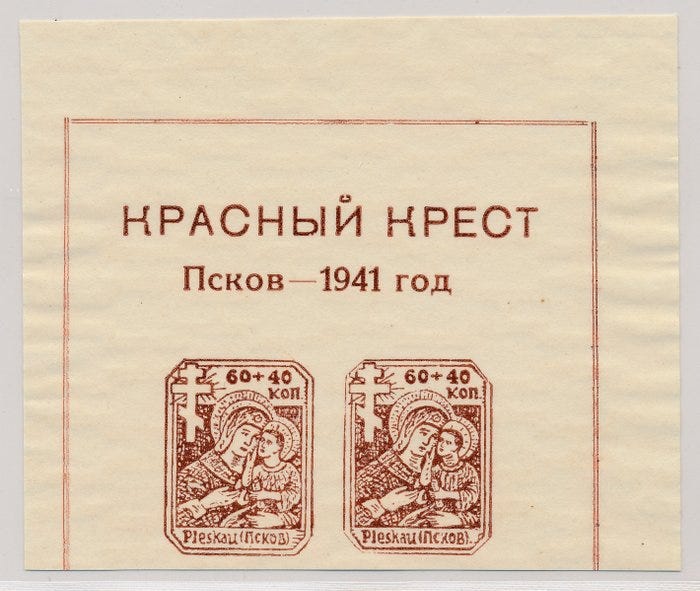 КРАСНЫЙ КРЕСТ
Псков—1941 год
60+40
коп.
60+40
коп.
Pleskau (Псков)
Pleskau (Псков)